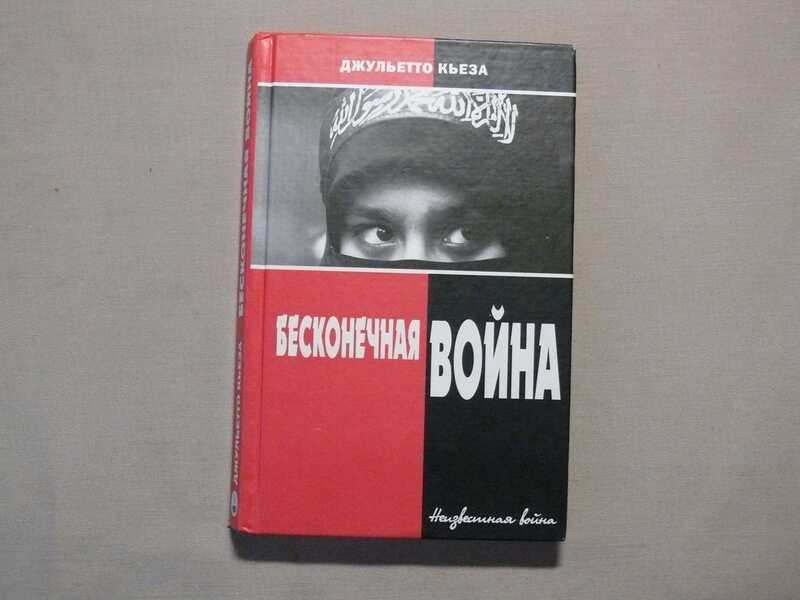 ДЖУЛЬЕТТО КЬЕЗА
БЕСКОНЕЧНАЯ
ВОЙНА
Неизвестная война
ДЖУЛЬЕТТО КЬЕЗА БЕСКОНЕЧНАЯ ВОЙНА